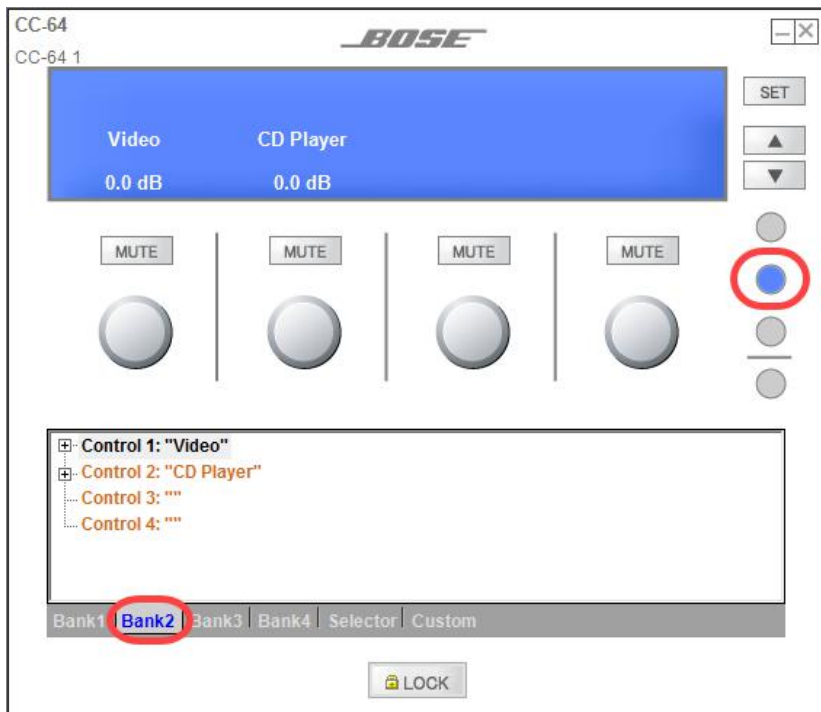 CC-64
BOSE
CC-64 1
SET
Video CD Player
0.0 dB 0.0 dB
MUTE MUTE MUTE MUTE
Control 1: "Video"
Control 2: "CD Player"
Control 3: ""
Control 4: ""
Bank1 Bank2 Bank3 Bank4 Selector Custom
LOCK